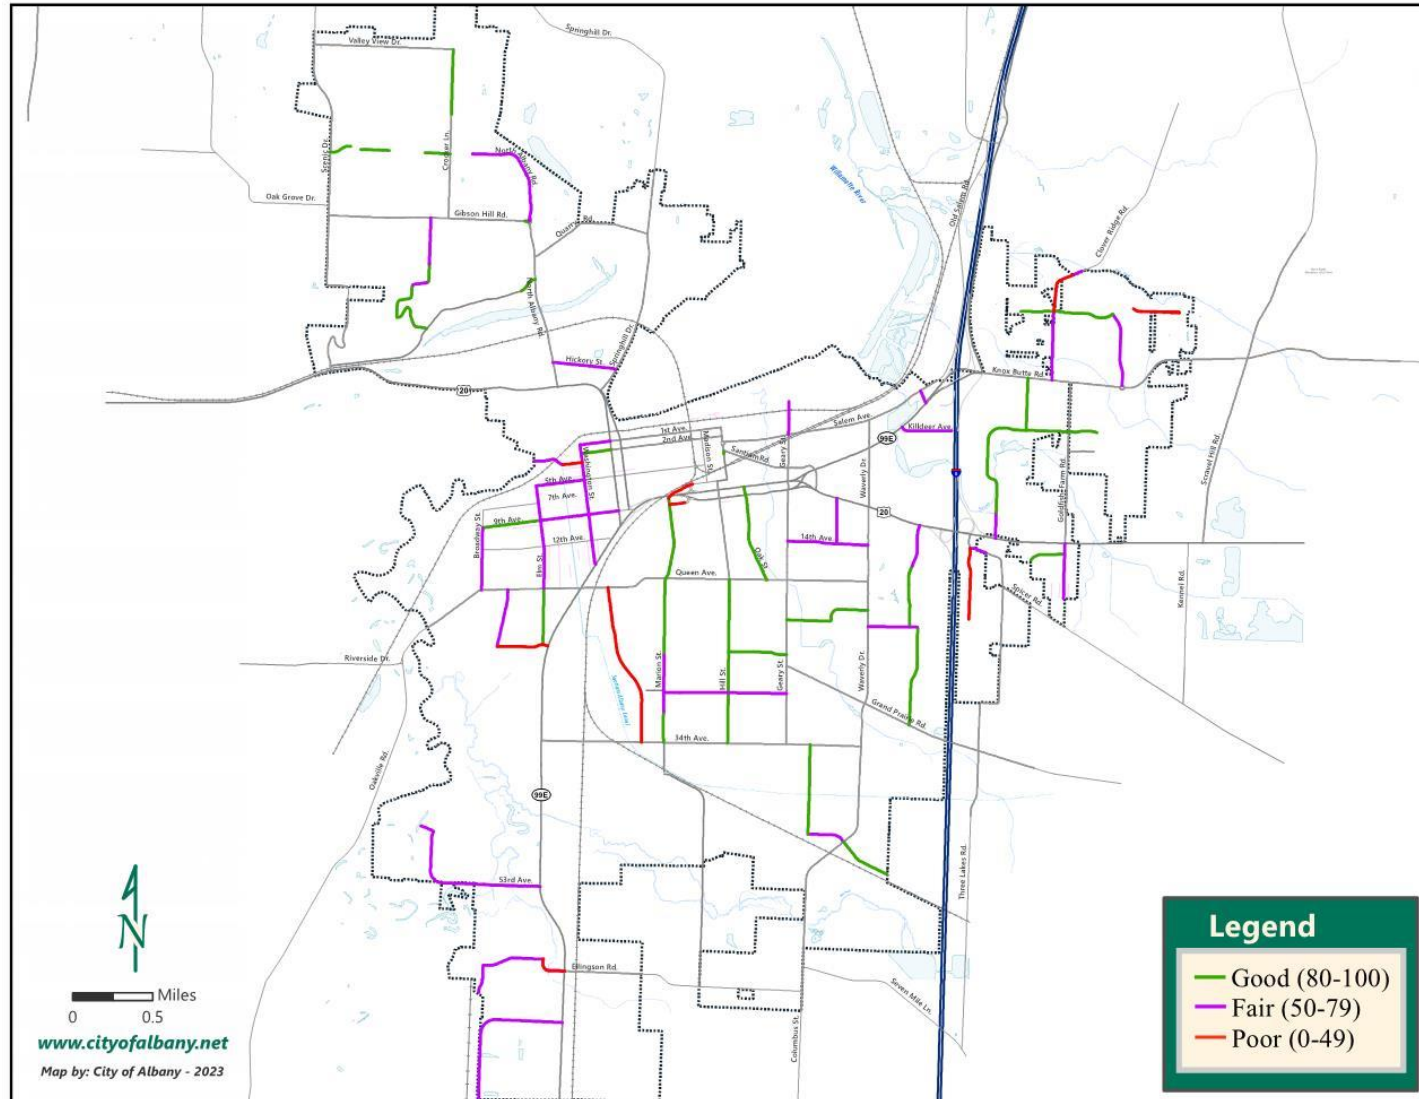 Springhill Dr.
Valley View Dr.
Scenic Dr.
Crocker Ln.
North Albany Rd.
Oak Grove Dr.
Gibson Hill Rd.
Quarry Rd.
Willamette River
Old Salem Rd.
Clover Ridge Rd.
North Albany Rd.
Springhill Dr.
Hickory St.
Knox Butte Rd.
20
1st Ave.
2nd Ave.
Madison St.
Salem Ave.
Geary St.
Killdeer Ave.
99E
Santiam Rd.
Washington St.
5th Ave.
7th Ave.
9th Ave.
12th Ave.
Broadway St.
Elm St.
Waverly Dr.
20
Goldfish Farm Rd.
Scravel Hill Rd.
14th Ave.
Oak St.
Queen Ave.
Spicer Rd.
Kennel Rd.
Riverside Dr.
Marion St.
Hill St.
Geary St.
Waverly Dr.
Grand Prairie Rd.
34th Ave.
Oakville Rd.
99E
53rd Ave.
Three Lakes Rd.
Ellingson Rd.
Seven Mile Ln.
Columbus St.
N
Miles
0 0.5
www.cityofalbany.net
Map by: City of Albany - 2023
Legend
Good (80-100)
Fair (50-79)
Poor (0-49)